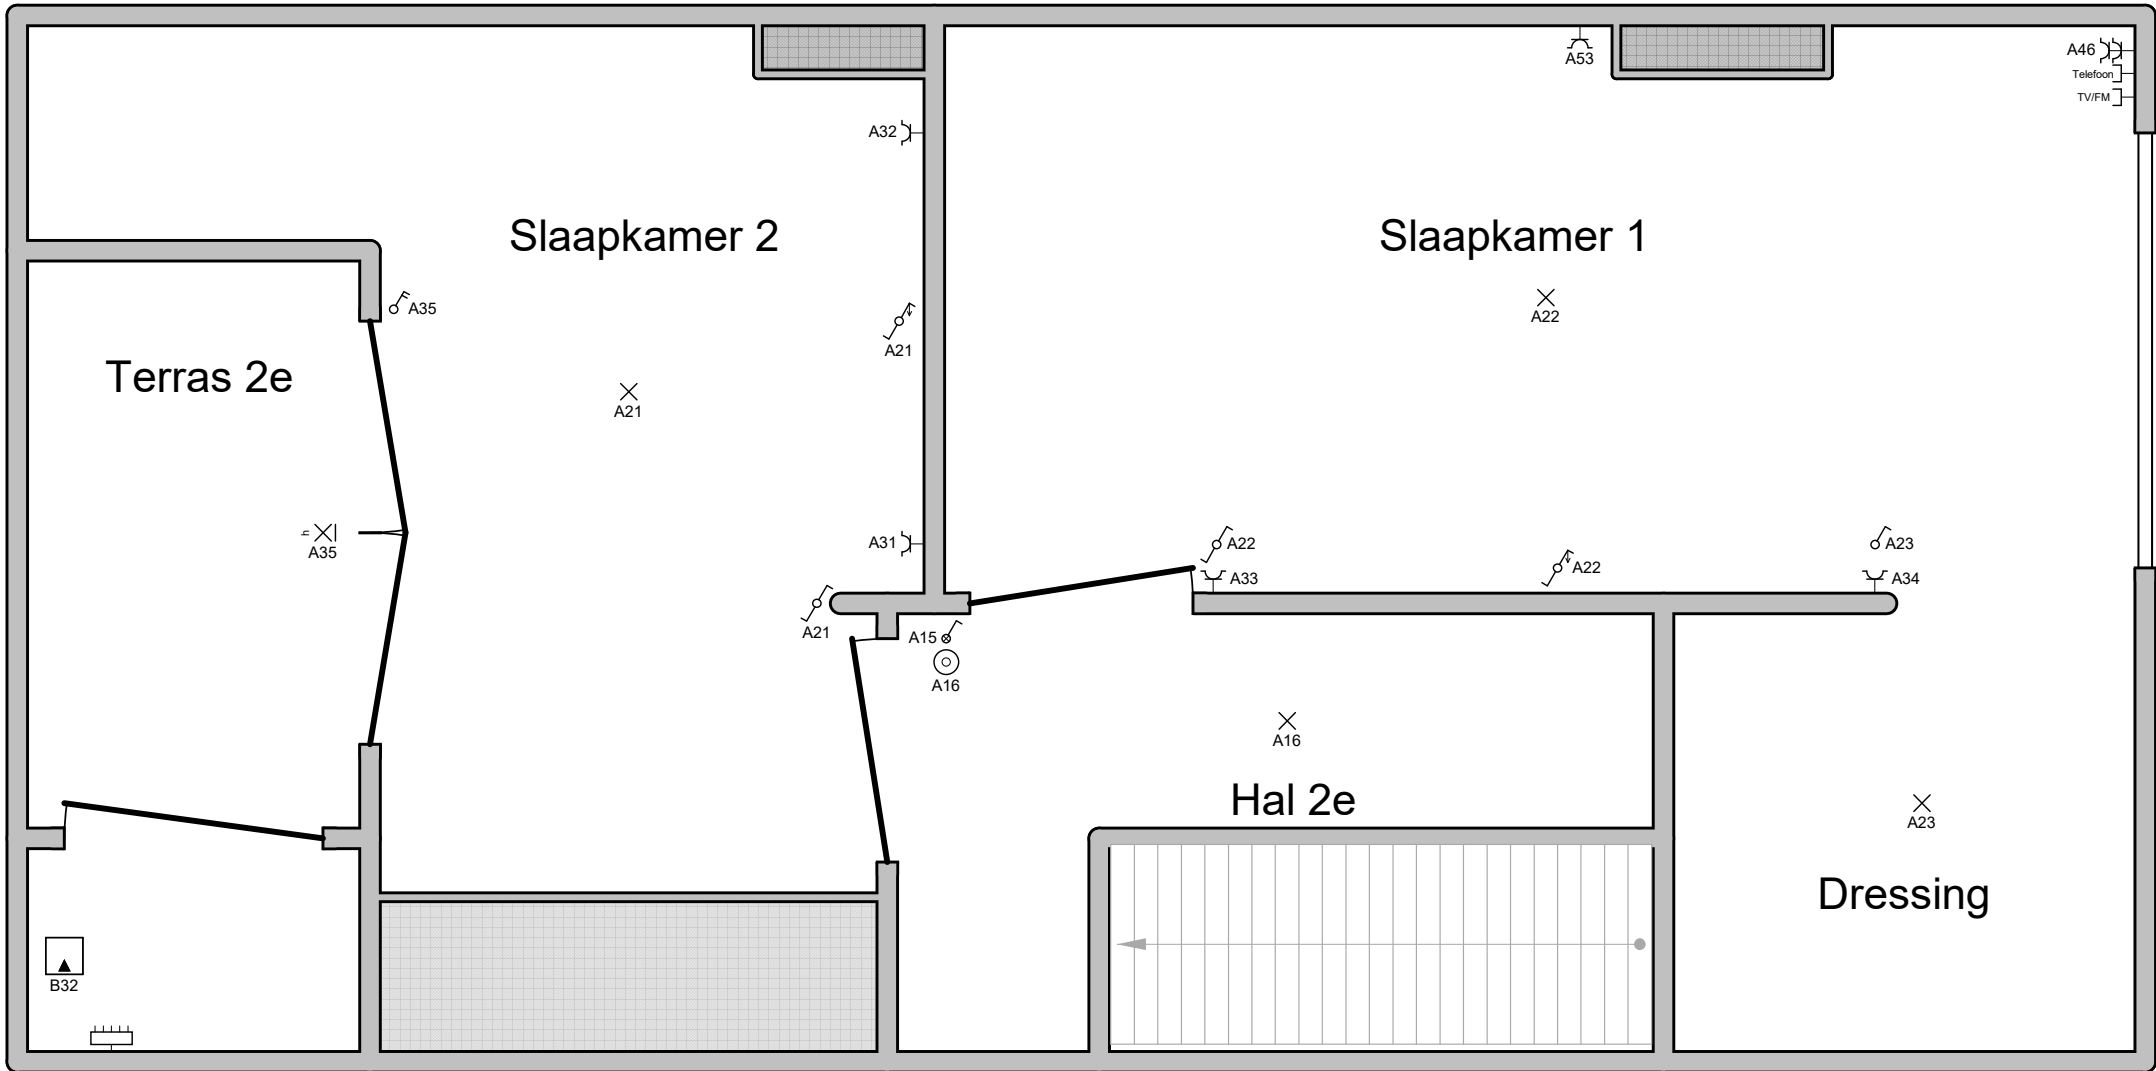 A53
A46
Telefoon
TV/FM
A32
Slaapkamer 2
Slaapkamer 1
A35
A22
A21
Terras 2e
A21
h
A35
A31
A22
A22
A23
A33
A34
A21
A15
A16
A16
Hal 2e
A23
Dressing
B32